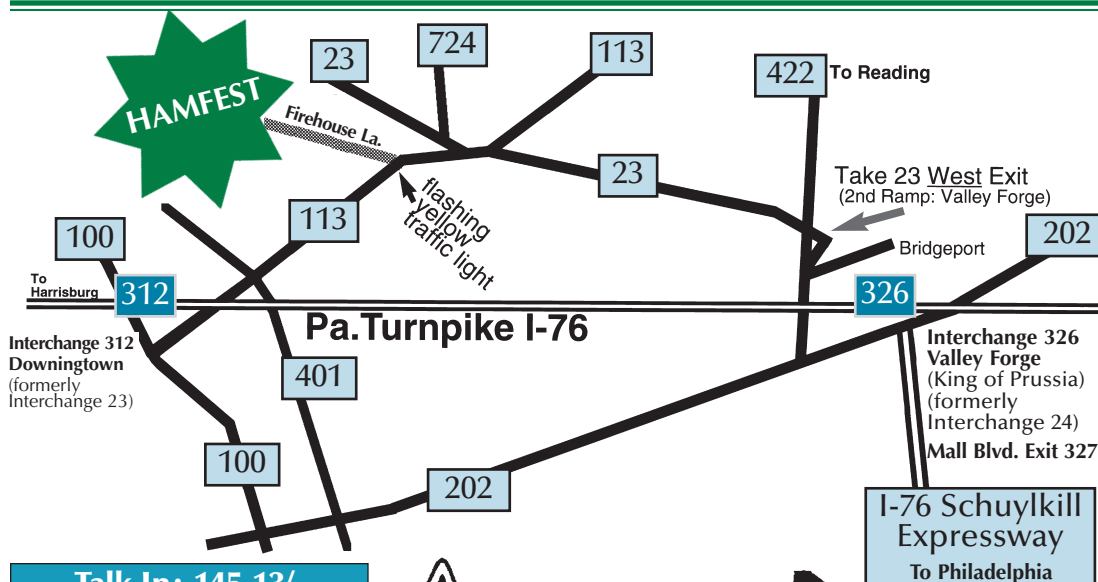 HAMFEST
Firehouse La.
23
724
113
422
To Reading
23
Take 23 West Exit
(2nd Ramp: Valley Forge)
flashing
yellow
traffic light
113
100
202
Bridgeport
To
Harrisburg
312
326
Pa.Turnpike I-76
Interchange 312
Downingtown
(formerly
Interchange 23)
401
Interchange 326
Valley Forge
(King of Prussia)
(formerly
Interchange 24)
Mall Blvd. Exit 327
100
202
I-76 Schuylkill
Expressway
To Philadelphia